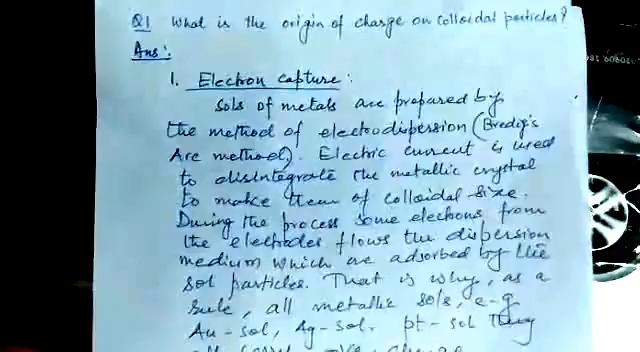 Q1 What is the origin of charge on colloidal particles?
Ans:
1. Electron capture:
Sols of metals are prepared by
the method of electrodispersion (Bredig's
Arc method). Electric current is used
to disintegrate the metallic crystal
to make them of colloidal size.
During the process some electrons from
the electrodes flows the dispersion
medium which are adsorbed by the
sol particles. That is why, as a
rule, all metallic sols, e-g
Au-sol, Ag-sol, pt-sol they